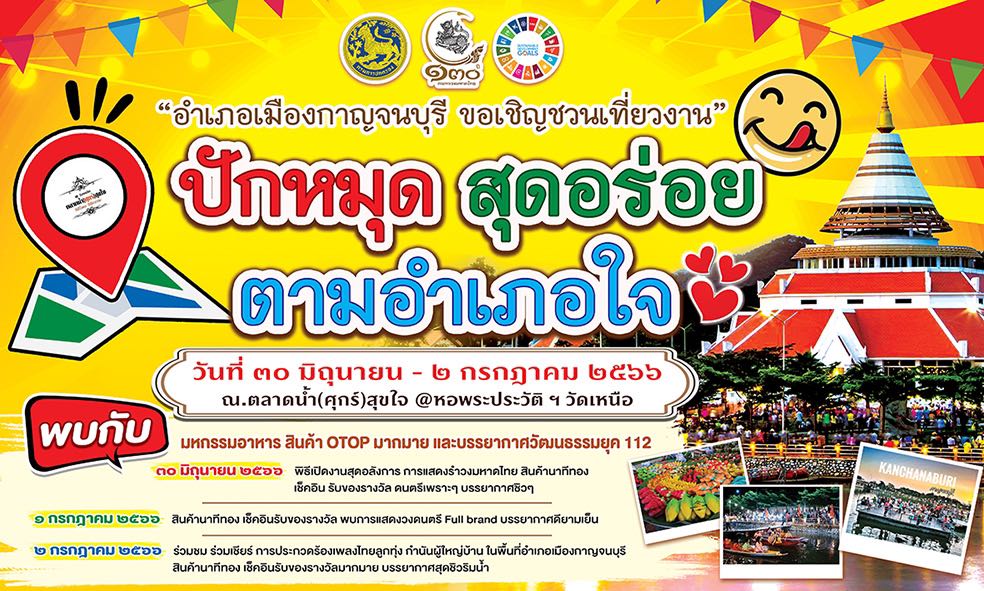 ๑๓๐ ปี
กระทรวงมหาดไทย
SUSTAINABLE
DEVELOPMENT
GOALS
“อำเภอเมืองกาญจนบุรี ขอเชิญชวนเที่ยวงาน”
ปักหมุด สุดอร่อย
ตามอำเภอใจ
วันที่ ๓๐ มิถุนายน - ๒ กรกฎาคม ๒๕๖๖
ณ.ตลาดน้ำ(ศุกร์)สุขใจ @หอพระประวัติ ฯ วัดเหนือ
พบกับ
มหกรรมอาหาร สินค้า OTOP มากมาย และบรรยากาศวัฒนธรรมยุค 112
๓๐ มิถุนายน ๒๕๖๖ พิธีเปิดงานสุดอลังการ การแสดงรำวงมหาดไทย สินค้านาทีทอง
เช็คอิน รับของรางวัล ดนตรีเพราะๆ บรรยากาศชิวๆ
๑ กรกฎาคม ๒๕๖๖ สินค้านาทีทอง เช็คอินรับของรางวัล พบการแสดงวงดนตรี Full brand บรรยากาศดียามเย็น
๒ กรกฎาคม ๒๕๖๖ ร่วมชม ร่วมเชียร์ การประกวดร้องเพลงไทยลูกทุ่ง กำนันผู้ใหญ่บ้าน ในพื้นที่อำเภอเมืองกาญจนบุรี
สินค้านาทีทอง เช็คอินรับของรางวัลมากมาย บรรยากาศสุดชิวริมน้ำ
KANCHANABURI